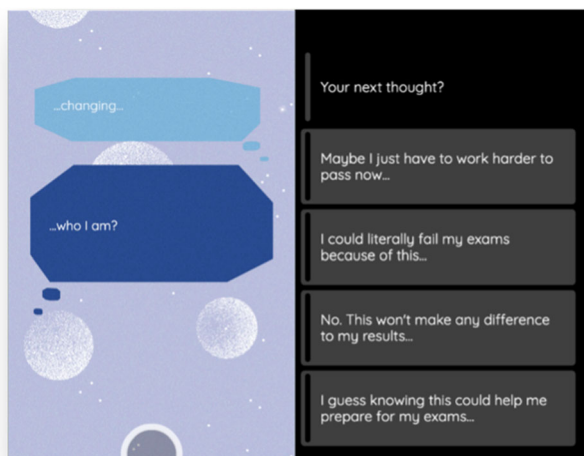 ...changing...
...who I am?
Your next thought?
Maybe I just have to work harder to
pass now...
I could literally fail my exams
because of this...
No. This won't make any difference
to my results...
I guess knowing this could help me
prepare for my exams...